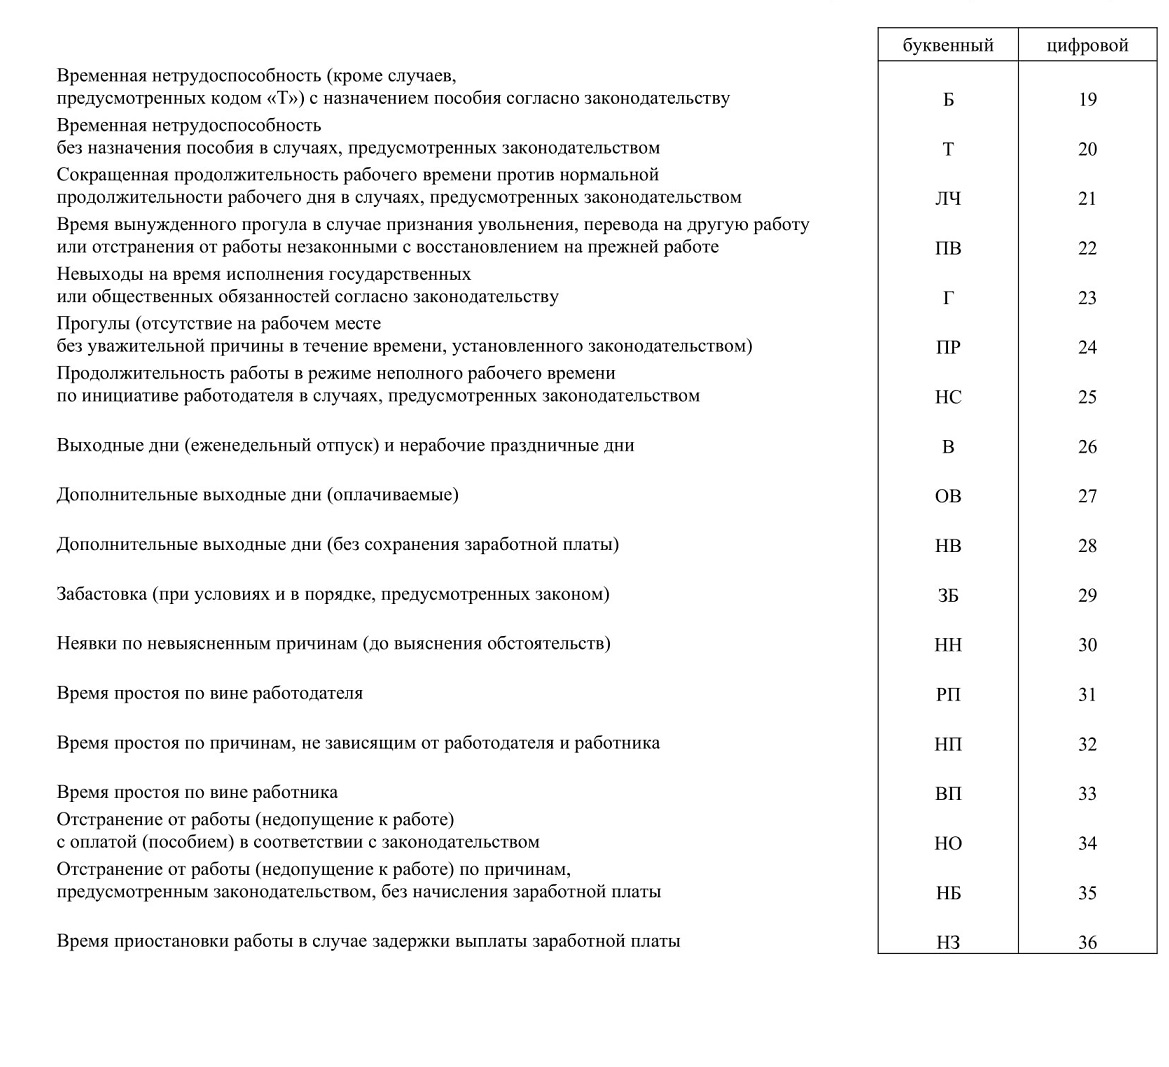 буквенный цифровой
Временная нетрудоспособность (кроме случаев,
предусмотренных кодом «Т») с назначением пособия согласно законодательству Б 19
Временная нетрудоспособность
без назначения пособия в случаях, предусмотренных законодательством Т 20
Сокращенная продолжительность рабочего времени против нормальной
продолжительности рабочего дня в случаях, предусмотренных законодательством ЛЧ 21
Время вынужденного прогула в случае признания увольнения, перевода на другую работу
или отстранения от работы незаконными с восстановлением на прежней работе ПВ 22
Невыходы на время исполнения государственных
или общественных обязанностей согласно законодательству Г 23
Прогулы (отсутствие на рабочем месте
без уважительной причины в течение времени, установленного законодательством) ПР 24
Продолжительность работы в режиме неполного рабочего времени
по инициативе работодателя в случаях, предусмотренных законодательством НС 25
Выходные дни (еженедельный отпуск) и нерабочие праздничные дни В 26
Дополнительные выходные дни (оплачиваемые) ОВ 27
Дополнительные выходные дни (без сохранения заработной платы) НВ 28
Забастовка (при условиях и в порядке, предусмотренных законом) ЗБ 29
Неявки по невыясненным причинам (до выяснения обстоятельств) НН 30
Время простоя по вине работодателя РП 31
Время простоя по причинам, не зависящим от работодателя и работника НП 32
Время простоя по вине работника ВП 33
Отстранение от работы (недопущение к работе)
с оплатой (пособием) в соответствии с законодательством НО 34
Отстранение от работы (недопущение к работе) по причинам,
предусмотренным законодательством, без начисления заработной платы НБ 35
Время приостановки работы в случае задержки выплаты заработной платы НЗ 36